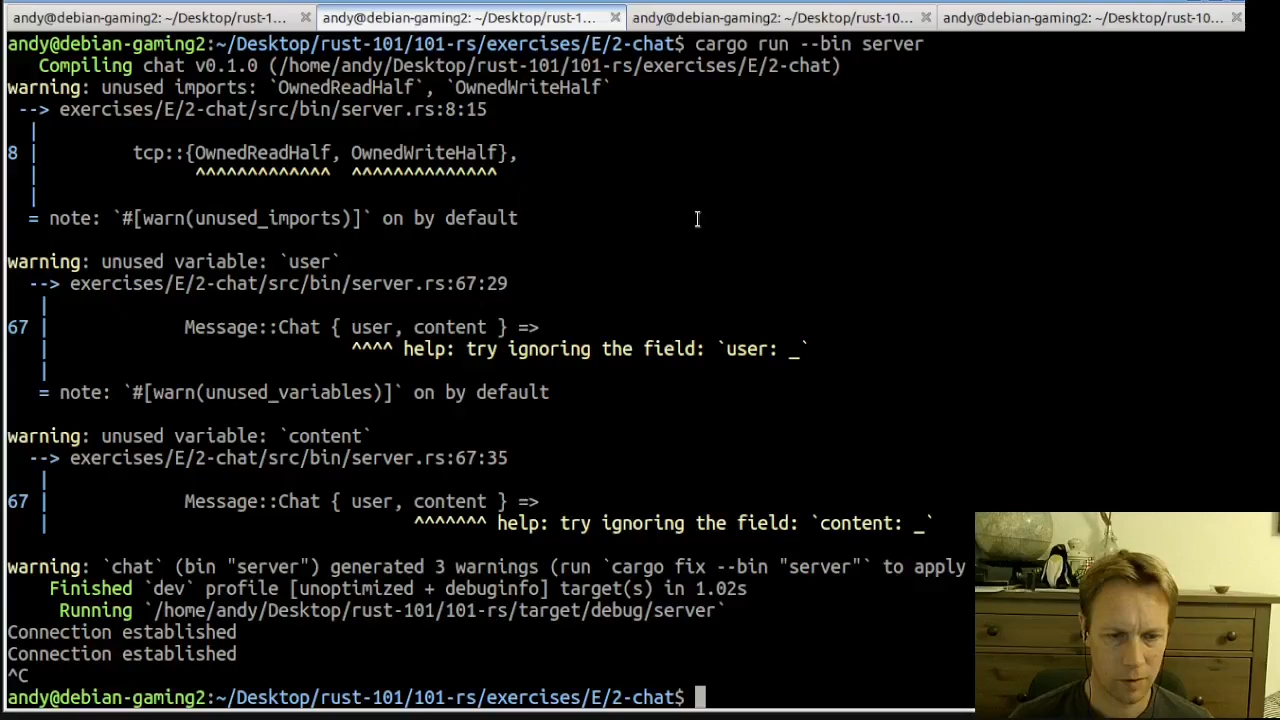 andy@debian-gaming2: ~/Desktop/rust-1... andy@debian-gaming2: ~/Desktop/rust-1... andy@debian-gaming2: ~/Desktop/rust-10... andy@debian-gaming2: ~/Desktop/rust-10...
andy@debian-gaming2:~/Desktop/rust-101/101-rs/exercises/E/2-chat$ cargo run --bin server
   Compiling chat v0.1.0 (/home/andy/Desktop/rust-101/101-rs/exercises/E/2-chat)
warning: unused imports: `OwnedReadHalf`, `OwnedWriteHalf`
 --> exercises/E/2-chat/src/bin/server.rs:8:15
  |
8 |         tcp::{OwnedReadHalf, OwnedWriteHalf},
  |               ^^^^^^^^^^^^^  ^^^^^^^^^^^^^^
  |
  = note: `#[warn(unused_imports)]` on by default
warning: unused variable: `user`
  --> exercises/E/2-chat/src/bin/server.rs:67:29
   |
67 |             Message::Chat { user, content } =>
   |                             ^^^^ help: try ignoring the field: `user: _`
   |
   = note: `#[warn(unused_variables)]` on by default
warning: unused variable: `content`
  --> exercises/E/2-chat/src/bin/server.rs:67:35
   |
67 |             Message::Chat { user, content } =>
   |                                   ^^^^^^^ help: try ignoring the field: `content: _`
warning: `chat` (bin "server") generated 3 warnings (run `cargo fix --bin "server"` to apply
    Finished `dev` profile [unoptimized + debuginfo] target(s) in 1.02s
     Running `/home/andy/Desktop/rust-101/101-rs/target/debug/server`
Connection established
Connection established
^C
andy@debian-gaming2:~/Desktop/rust-101/101-rs/exercises/E/2-chat$